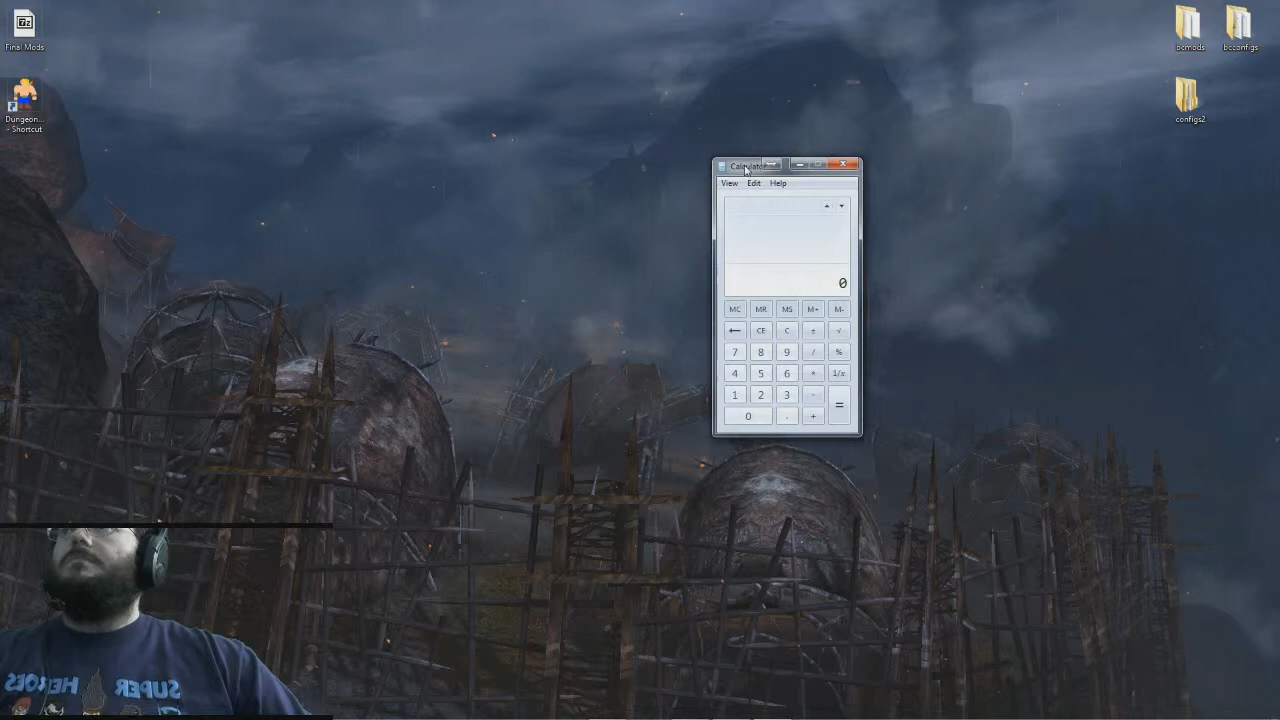 Final Mods
Dungeon...
- Shortcut
bcmods
bcconfigs
configs2
Calculator
View Edit Help
0
MC MR MS M+ M-
← CE C ± √
7 8 9 / %
4 5 6 * 1/x
1 2 3 - =
0 . +
SUPER HEROES